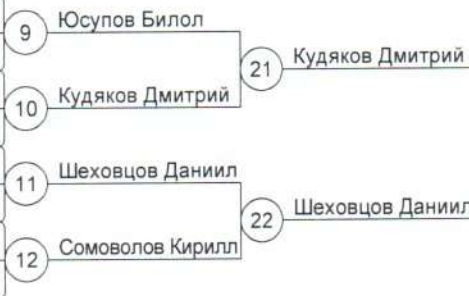 9 Юсупов Билол
21 Кудяков Дмитрий
10 Кудяков Дмитрий
11 Шеховцов Даниил
22 Шеховцов Даниил
12 Сомоволов Кирилл